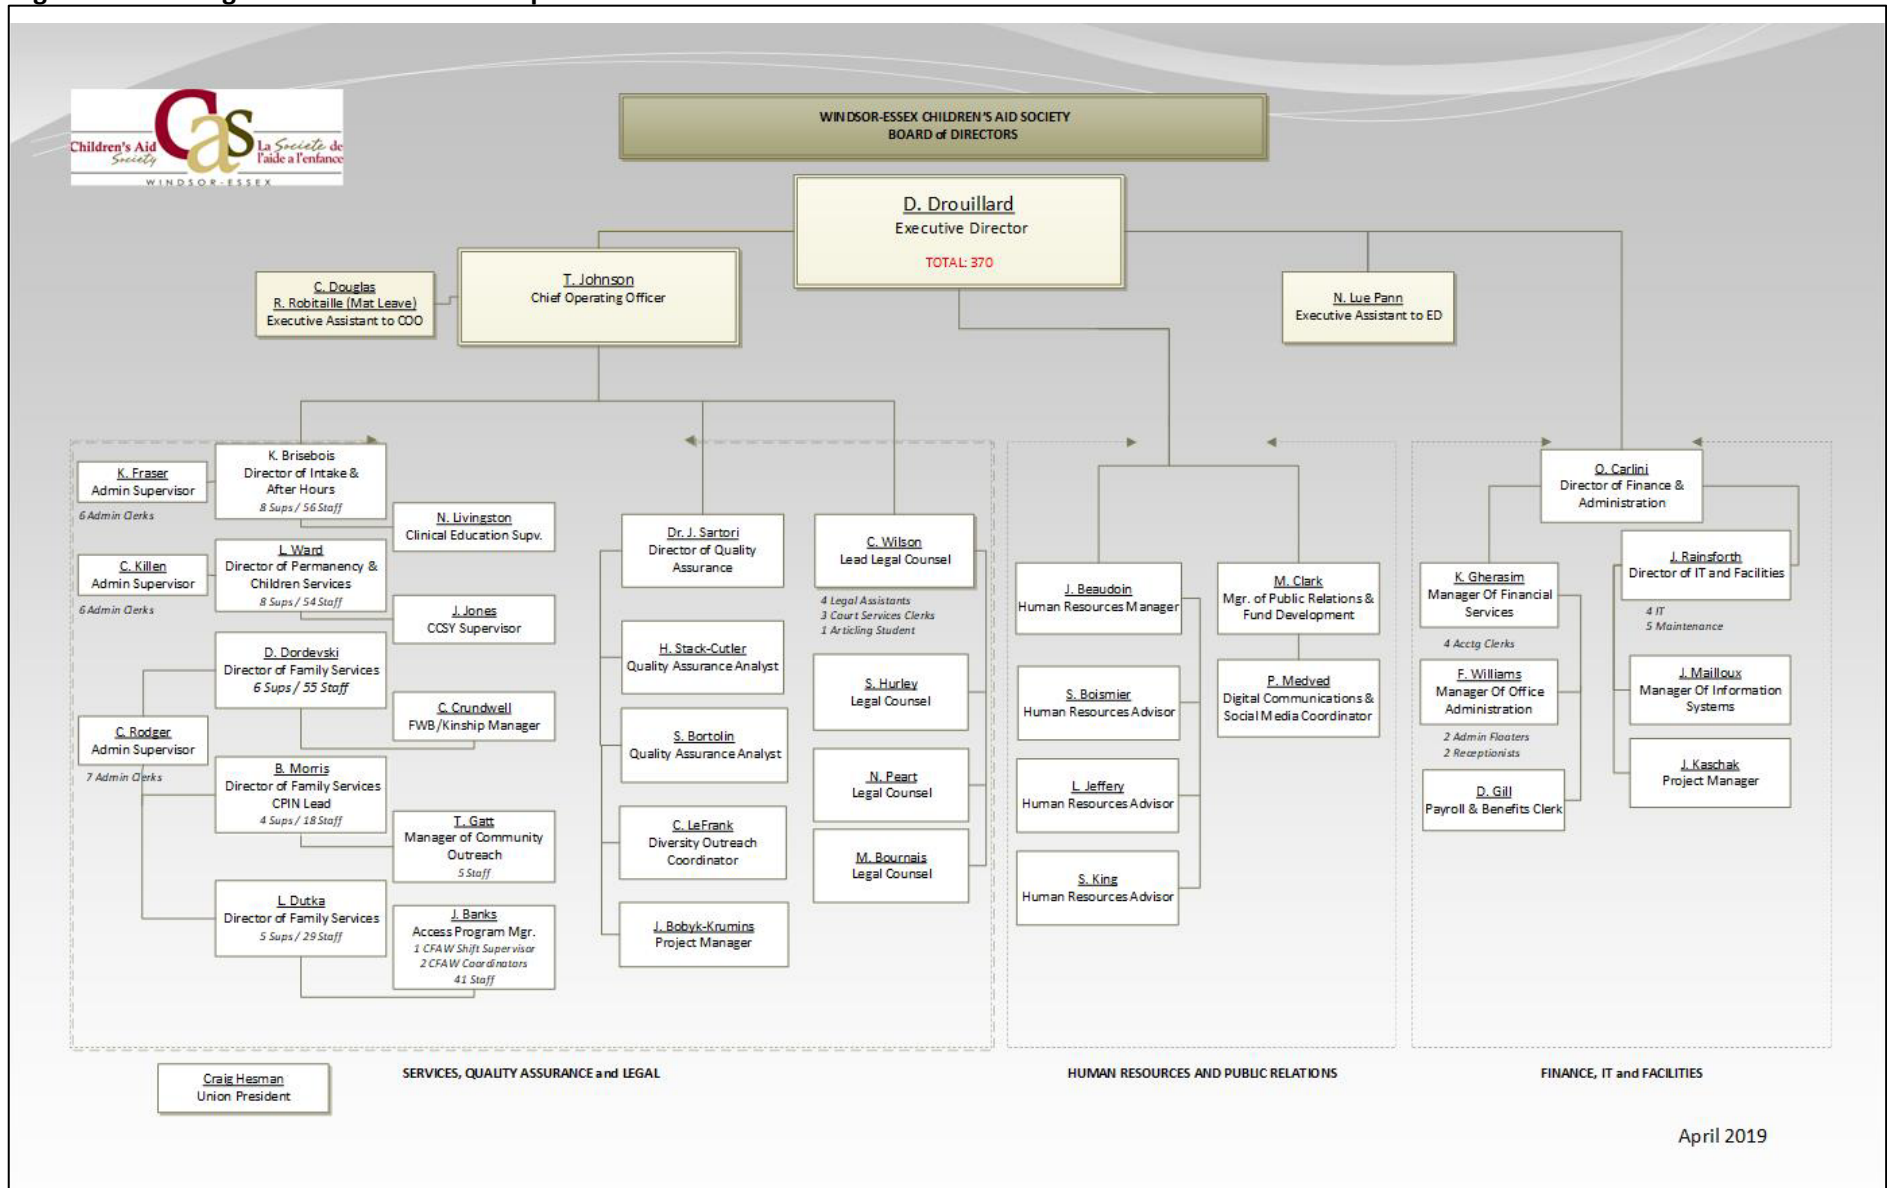 Children's Aid
Society
Cas
La Societe de
l'aide a l'enfance
WINDSOR-ESSEX
WINDSOR-ESSEX CHILDREN'S AID SOCIETY
BOARD of DIRECTORS
D. Drouillard
Executive Director
TOTAL: 370
T. Johnson
Chief Operating Officer
C. Douglas
R. Robitaille (Mat Leave)
Executive Assistant to COO
N. Lue Pann
Executive Assistant to ED
K. Fraser
Admin Supervisor
6 Admin Clerks
K. Brisebois
Director of Intake &
After Hours
8 Sups / 56 Staff
N. Livingston
Clinical Education Supv.
C. Killen
Admin Supervisor
6 Admin Clerks
L. Ward
Director of Permanency &
Children Services
8 Sups / 54 Staff
J. Jones
CCSY Supervisor
D. Dordevski
Director of Family Services
6 Sups / 55 Staff
C. Crundwell
FWB/Kinship Manager
C. Rodger
Admin Supervisor
7 Admin Clerks
B. Morris
Director of Family Services
CPIN Lead
4 Sups / 18 Staff
T. Gatt
Manager of Community
Outreach
5 Staff
L. Dutka
Director of Family Services
5 Sups / 29 Staff
J. Banks
Access Program Mgr.
1 CFAW Shift Supervisor
2 CFAW Coordinators
41 Staff
Dr. J. Sartori
Director of Quality
Assurance
H. Stack-Cutler
Quality Assurance Analyst
S. Bortolin
Quality Assurance Analyst
C. LeFrank
Diversity Outreach
Coordinator
J. Bobyk-Krumins
Project Manager
C. Wilson
Lead Legal Counsel
4 Legal Assistants
3 Court Services Clerks
1 Articling Student
S. Hurley
Legal Counsel
N. Peart
Legal Counsel
M. Bournais
Legal Counsel
J. Beaudoin
Human Resources Manager
S. Boismier
Human Resources Advisor
L. Jeffery
Human Resources Advisor
S. King
Human Resources Advisor
M. Clark
Mgr. of Public Relations &
Fund Development
P. Medved
Digital Communications &
Social Media Coordinator
O. Carlini
Director of Finance &
Administration
K. Gherasim
Manager Of Financial
Services
4 Acctg Clerks
F. Williams
Manager Of Office
Administration
2 Admin Floaters
2 Receptionists
D. Gill
Payroll & Benefits Clerk
J. Rainsforth
Director of IT and Facilities
4 IT
5 Maintenance
J. Mailloux
Manager Of Information
Systems
J. Kaschak
Project Manager
SERVICES, QUALITY ASSURANCE and LEGAL
HUMAN RESOURCES AND PUBLIC RELATIONS
FINANCE, IT and FACILITIES
Craig Hesman
Union President
April 2019